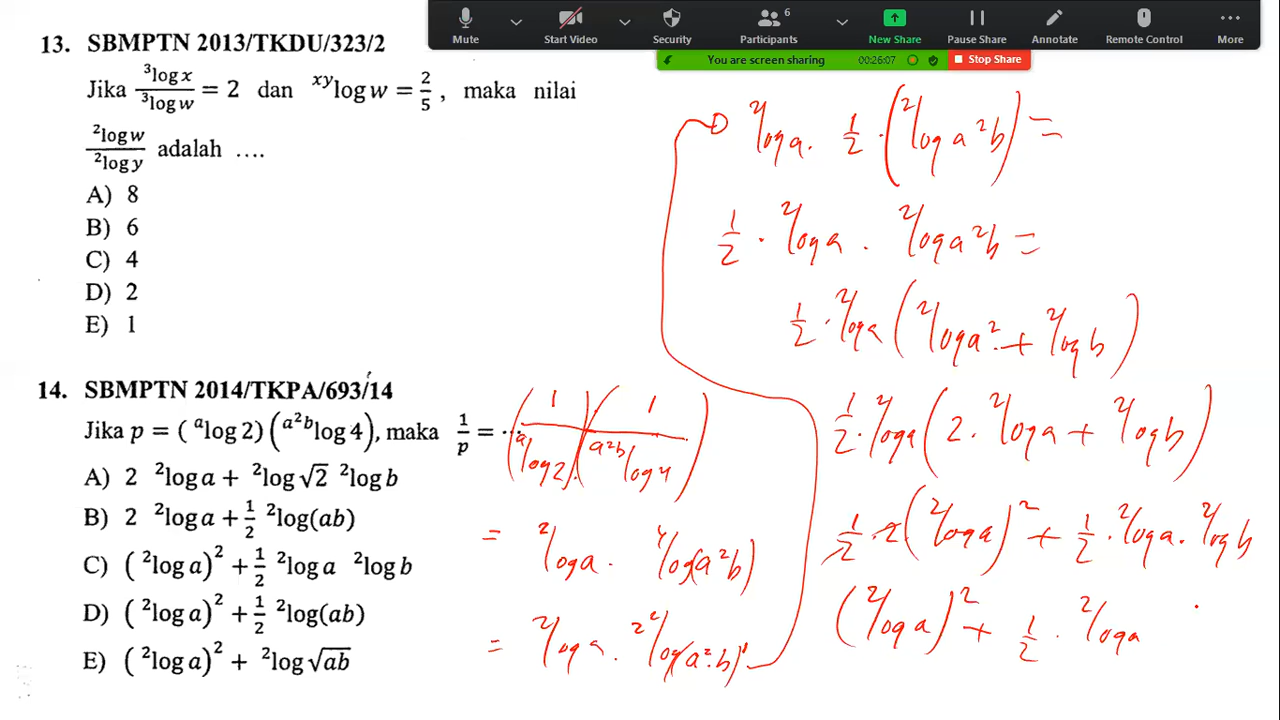 Mute
Start Video
Security
Participants
6
New Share
Pause Share
Annotate
Remote Control
More
You are screen sharing
00:26:07
Stop Share
13. SBMPTN 2013/TKDU/323/2
Jika ³log x / ³log w = 2 dan ˣʸlog w = 2/5 , maka nilai
²log w / ²log y adalah ….
A) 8
B) 6
C) 4
D) 2
E) 1
14. SBMPTN 2014/TKPA/693/14
Jika p = (ᵃlog 2) (ᵃ²ᵇlog 4), maka 1/p = …
A) 2 ²log a + ²log √2 ²log b
B) 2 ²log a + 1/2 ²log(ab)
C) (²log a)² + 1/2 ²log a ²log b
D) (²log a)² + 1/2 ²log(ab)
E) (²log a)² + ²log √ab
(1 / ᵃlog 2) (1 / ᵃ²ᵇlog 4)
= ²log a . ⁴log(a²b)
= ²log a . ²²log(a².b)¹
²log a . 1/2 . (²log a²b) =
1/2 . ²log a . ²log a²b =
1/2 . ²log a (²log a² + ²log b)
1/2 . ²log a (2 . ²log a + ²log b)
1/2 . 2 (²log a)² + 1/2 . ²log a . ²log b
(²log a)² + 1/2 . ²log a